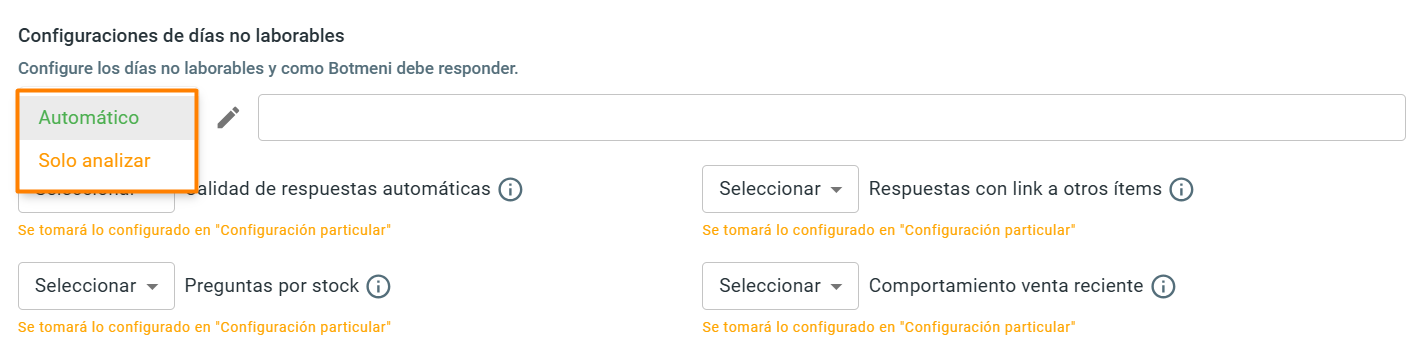 Configuraciones de días no laborables
Configure los días no laborables y como Botmeni debe responder.
Automático
Solo analizar
Calidad de respuestas automáticas
Seleccionar Respuestas con link a otros ítems
Se tomará lo configurado en "Configuración particular" Se tomará lo configurado en "Configuración particular"
Seleccionar Preguntas por stock Seleccionar Comportamiento venta reciente
Se tomará lo configurado en "Configuración particular" Se tomará lo configurado en "Configuración particular"